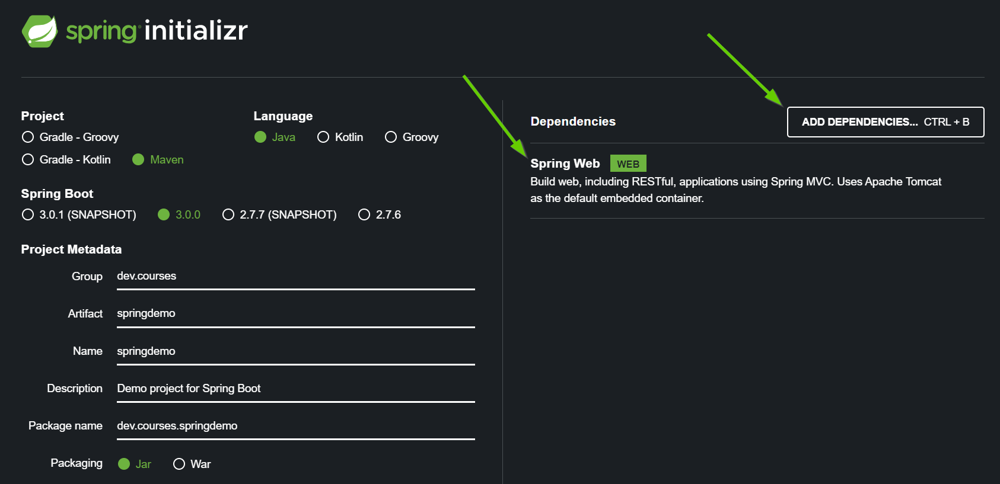 spring initializr
Project
Gradle - Groovy
Gradle - Kotlin Maven
Language
Java Kotlin Groovy
Spring Boot
3.0.1 (SNAPSHOT) 3.0.0 2.7.7 (SNAPSHOT) 2.7.6
Project Metadata
Group dev.courses
Artifact springdemo
Name springdemo
Description Demo project for Spring Boot
Package name dev.courses.springdemo
Packaging Jar War
Dependencies ADD DEPENDENCIES... CTRL + B
Spring Web WEB
Build web, including RESTful, applications using Spring MVC. Uses Apache Tomcat
as the default embedded container.